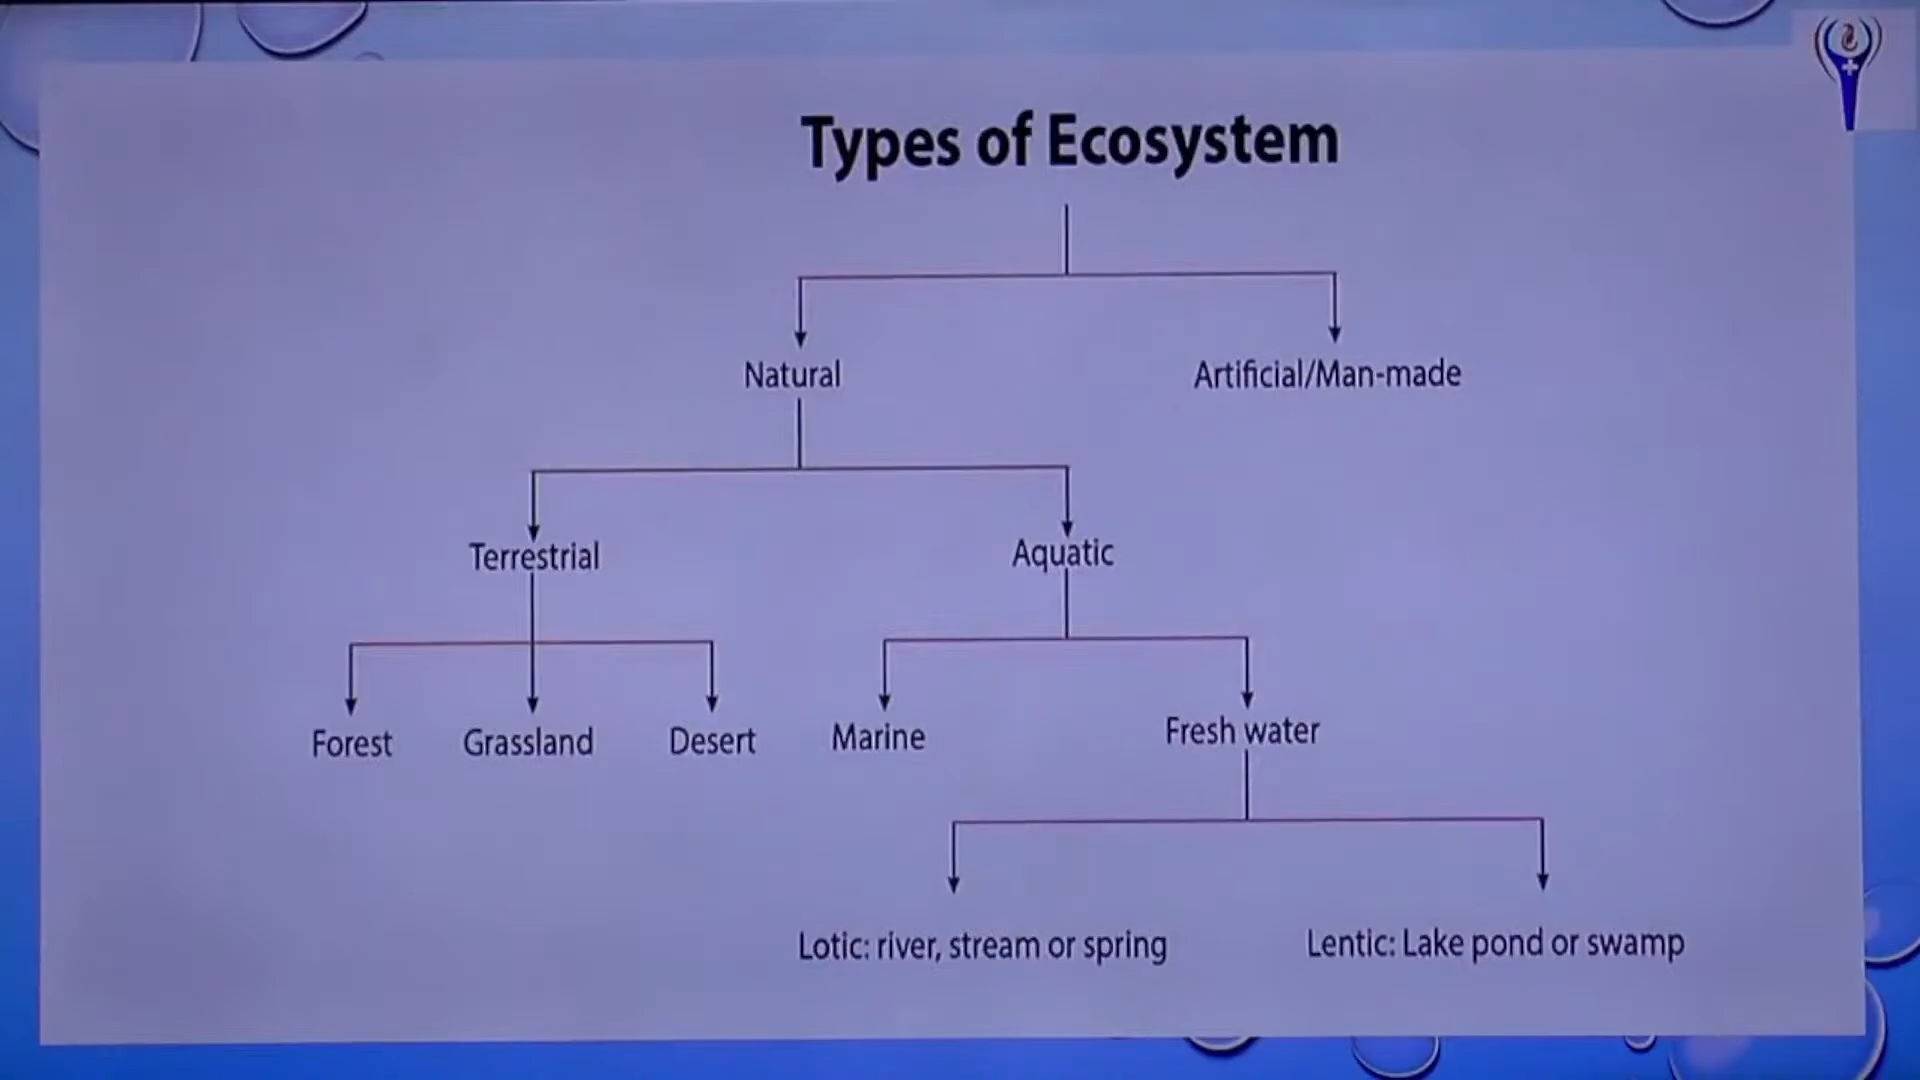 Types of Ecosystem
Natural
Artificial/Man-made
Terrestrial
Aquatic
Forest
Grassland
Desert
Marine
Fresh water
Lotic: river, stream or spring
Lentic: Lake pond or swamp